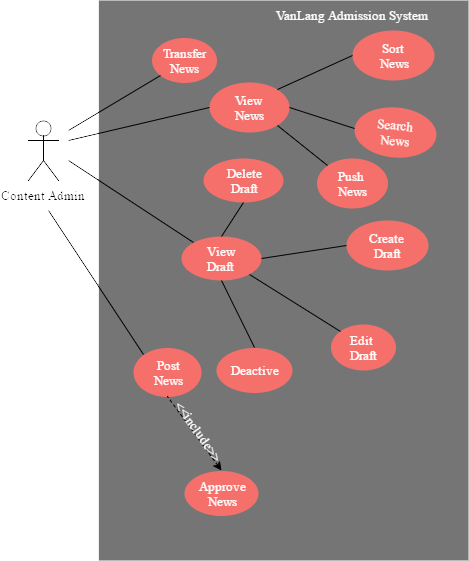 VanLang Admission System
Transfer
News
Sort
News
View
News
Search
News
Push
News
Content Admin
Delete
Draft
View
Draft
Create
Draft
Edit
Draft
Post
News
Deactive
<<include>>
Approve
News